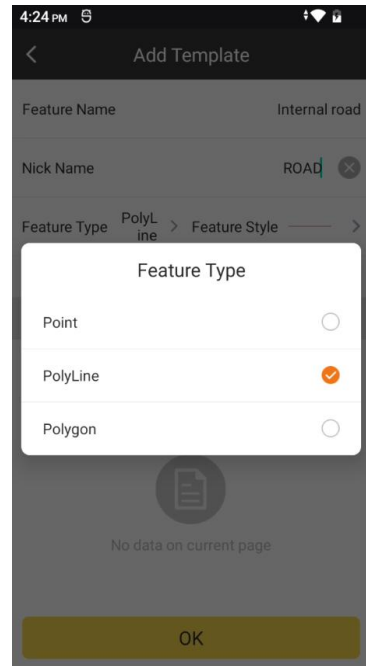 4:24 PM
Add Template
Feature Name Internal road
Nick Name ROAD
Feature Type PolyL
ine Feature Style
Feature Type
Point
PolyLine
Polygon
No data on current page
OK